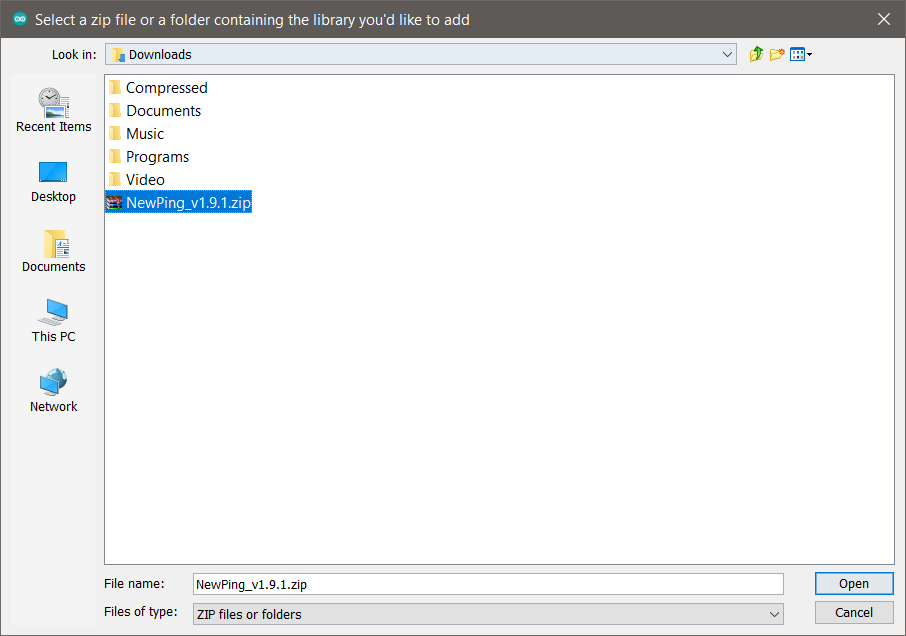 Select a zip file or a folder containing the library you'd like to add
Look in: Downloads
Compressed
Documents
Music
Programs
Video
NewPing_v1.9.1.zip
Recent Items
Desktop
Documents
This PC
Network
File name: NewPing_v1.9.1.zip Open
Files of type: ZIP files or folders Cancel